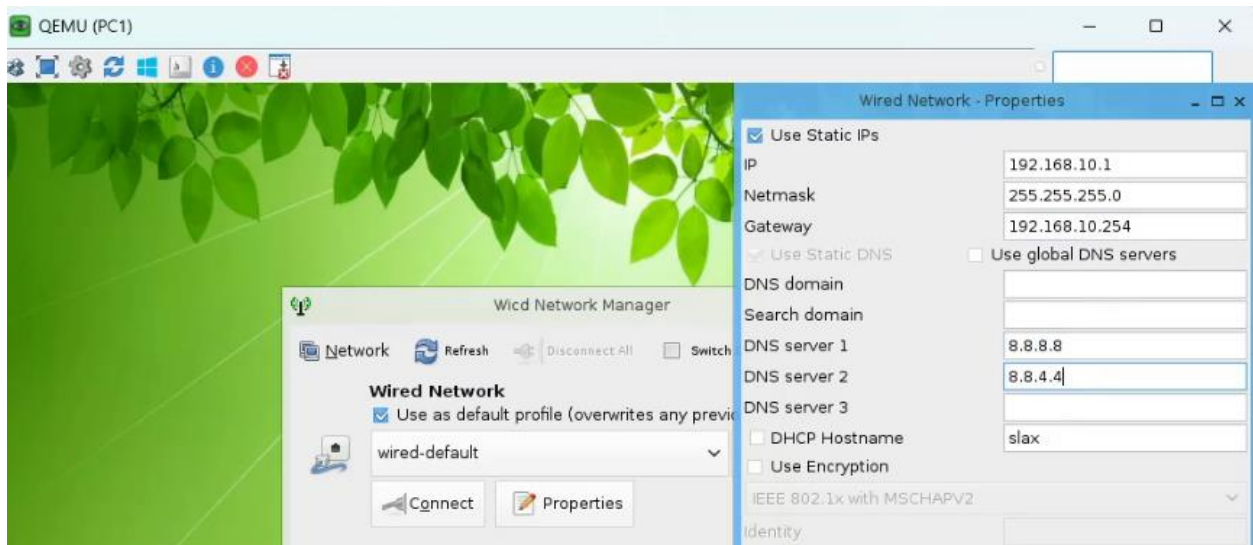 QEMU (PC1)
Wired Network - Properties
Use Static IPs
IP 192.168.10.1
Netmask 255.255.255.0
Gateway 192.168.10.254
Use Static DNS Use global DNS servers
DNS domain
Search domain
DNS server 1 8.8.8.8
DNS server 2 8.8.4.4
DNS server 3
DHCP Hostname slax
Use Encryption
IEEE 802.1x with MSCHAPV2
Identity
Wicd Network Manager
Network Refresh Disconnect All Switch
Wired Network
Use as default profile (overwrites any previ
wired-default
Connect Properties